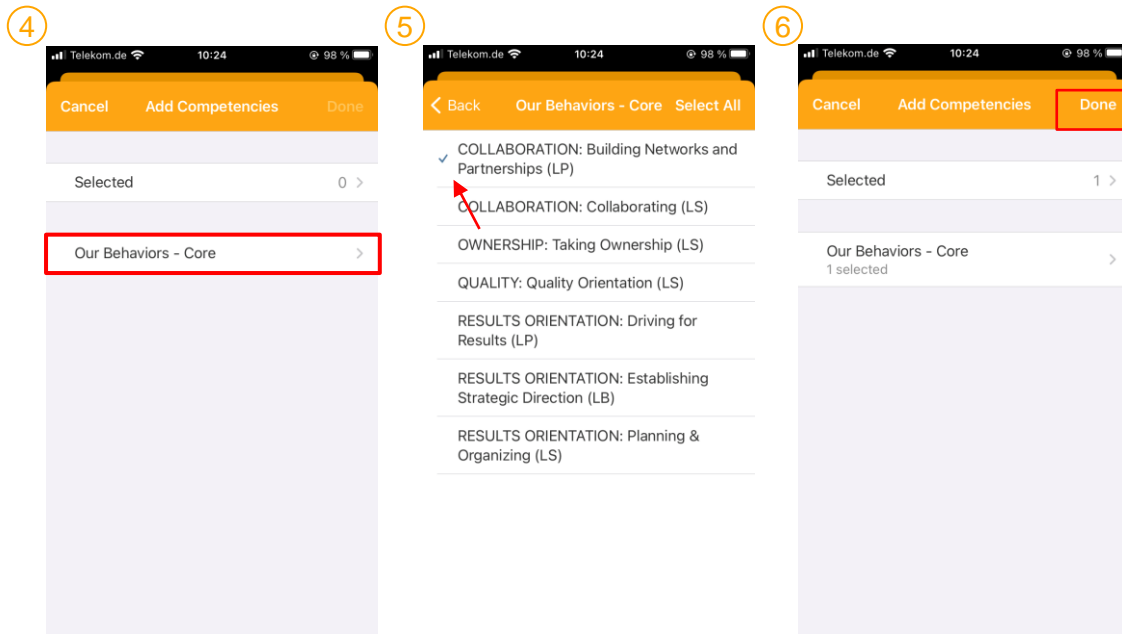 4
Telekom.de 10:24 98 %
Cancel Add Competencies Done
Selected 0
Our Behaviors - Core
5
Telekom.de 10:24 98 %
Back Our Behaviors - Core Select All
COLLABORATION: Building Networks and
Partnerships (LP)
COLLABORATION: Collaborating (LS)
OWNERSHIP: Taking Ownership (LS)
QUALITY: Quality Orientation (LS)
RESULTS ORIENTATION: Driving for
Results (LP)
RESULTS ORIENTATION: Establishing
Strategic Direction (LB)
RESULTS ORIENTATION: Planning &
Organizing (LS)
6
Telekom.de 10:24 98 %
Cancel Add Competencies Done
Selected 1
Our Behaviors - Core
1 selected